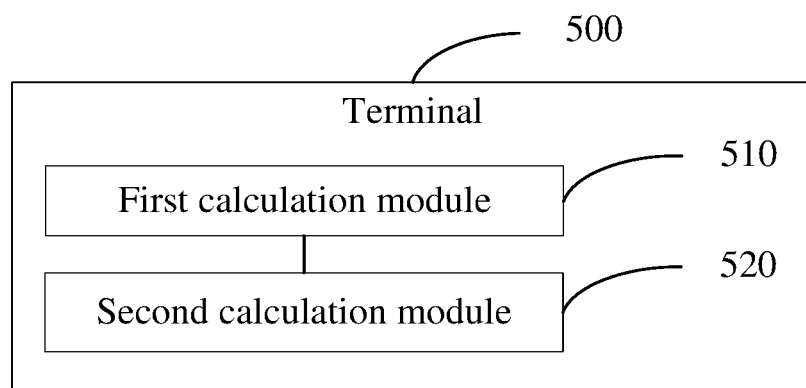 500
Terminal
510
First calculation module
520
Second calculation module